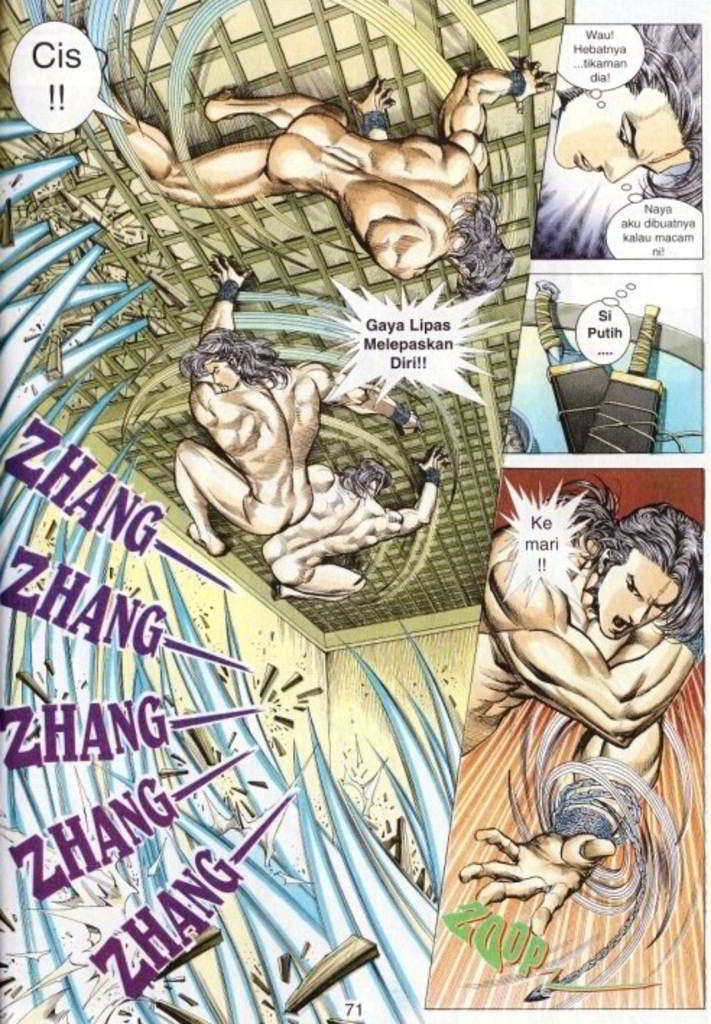 Cis
!!
Gaya Lipas
Melepaskan
Diri!!
ZHANG
ZHANG
ZHANG
ZHANG
ZHANG
Wau!
Hebatnya
...tikaman
dia!
Naya
aku dibuatnya
kalau macam
ni!
Si
Putih
....
Ke
mari
!!
ZOOP
71